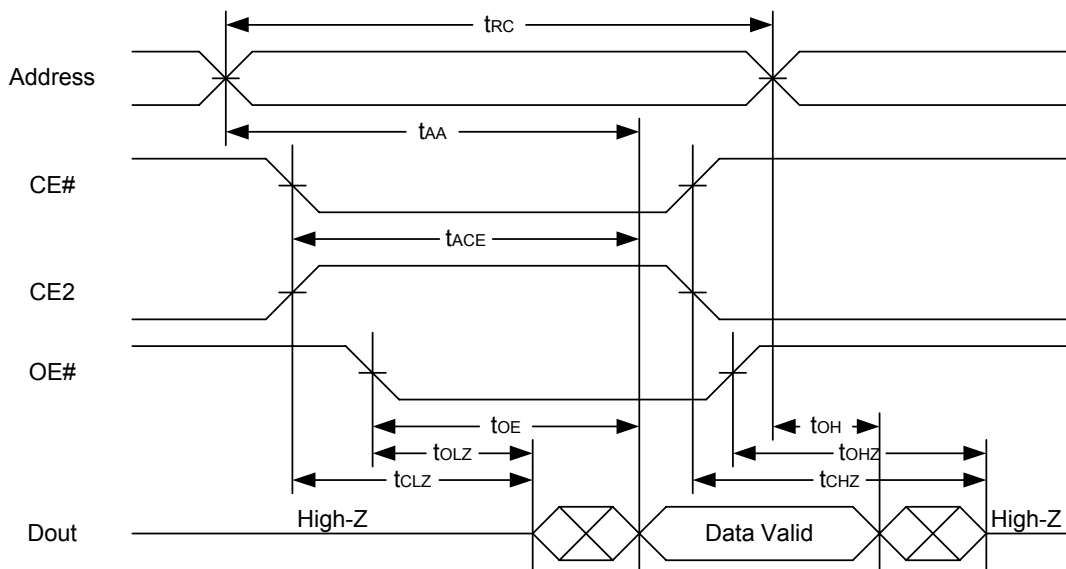 tRC
Address
tAA
CE#
tACE
CE2
OE#
tOE
tOH
tOLZ
tOHZ
tCLZ
tCHZ
High-Z
Dout
Data Valid
High-Z